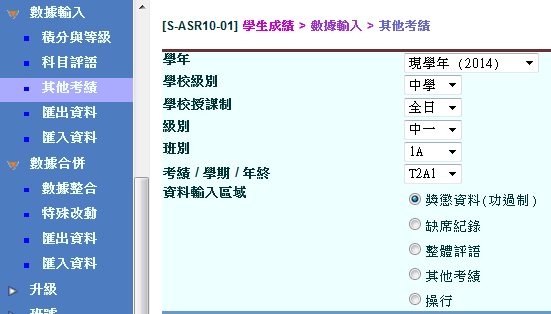 數據輸入
積分與等級
科目評語
其他考績
匯出資料
匯入資料
數據合併
數據整合
特殊改動
匯出資料
匯入資料
升級
[S-ASR10-01] 學生成績 > 數據輸入 > 其他考績
學年 現學年 (2014)
學校級別 中學
學校授課制 全日
級別 中一
班別 1A
考績 / 學期 / 年終 T2A1
資料輸入區域 獎懲資料(功過制)
缺席紀錄
整體評語
其他考績
操行